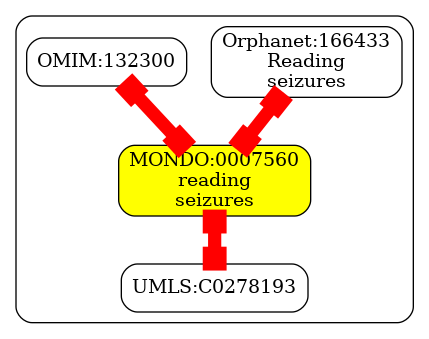 OMIM:132300
Orphanet:166433
Reading
seizures
MONDO:0007560
reading
seizures
UMLS:C0278193